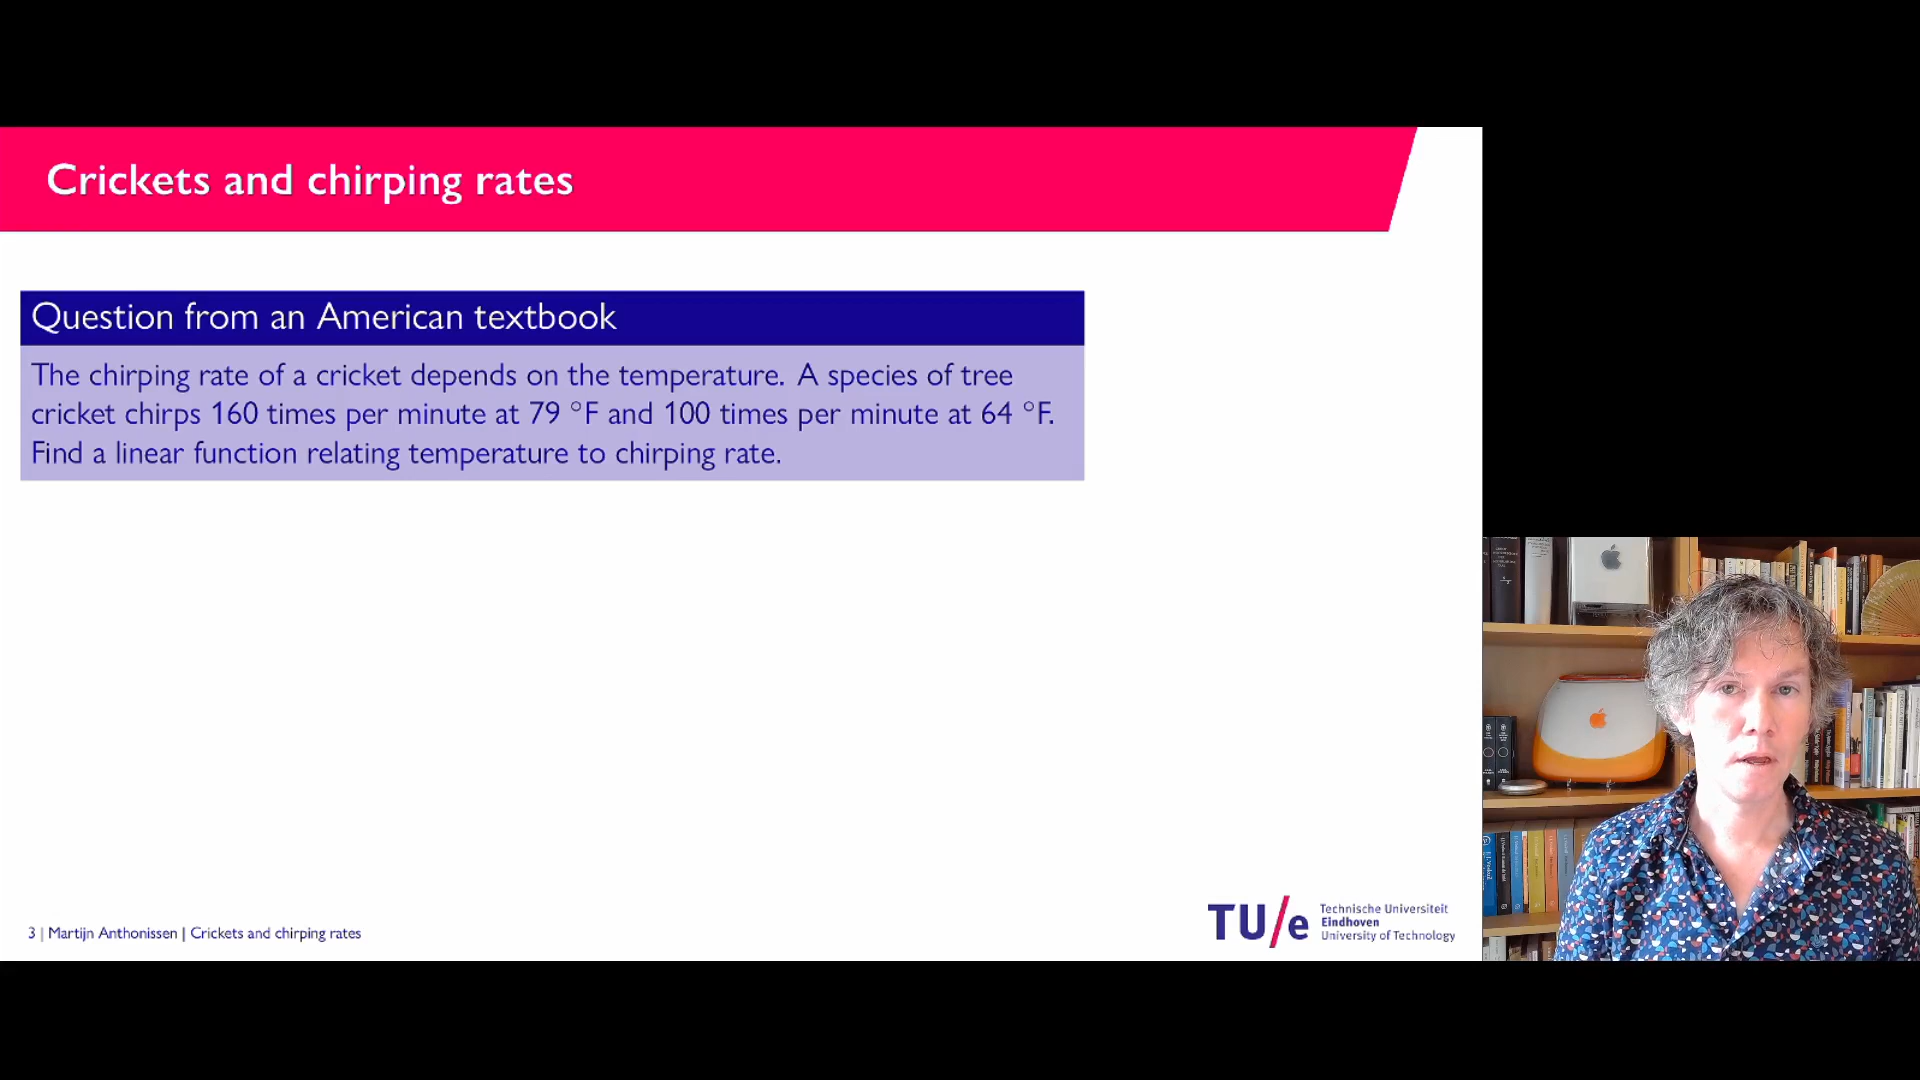 Crickets and chirping rates
Question from an American textbook
The chirping rate of a cricket depends on the temperature. A species of tree
cricket chirps 160 times per minute at 79 °F and 100 times per minute at 64 °F.
Find a linear function relating temperature to chirping rate.
3 | Martijn Anthonissen | Crickets and chirping rates
TU/e
Technische Universiteit
Eindhoven
University of Technology